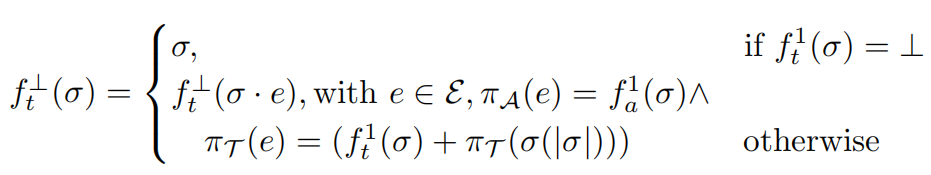 σ, if f_t^1(σ) = ⊥
f_t^⊥(σ) = { f_t^⊥(σ · e), with e ∈ ℰ, π_𝒜(e) = f_a^1(σ)∧
π_𝒯(e) = (f_t^1(σ) + π_𝒯(σ(|σ|))) otherwise